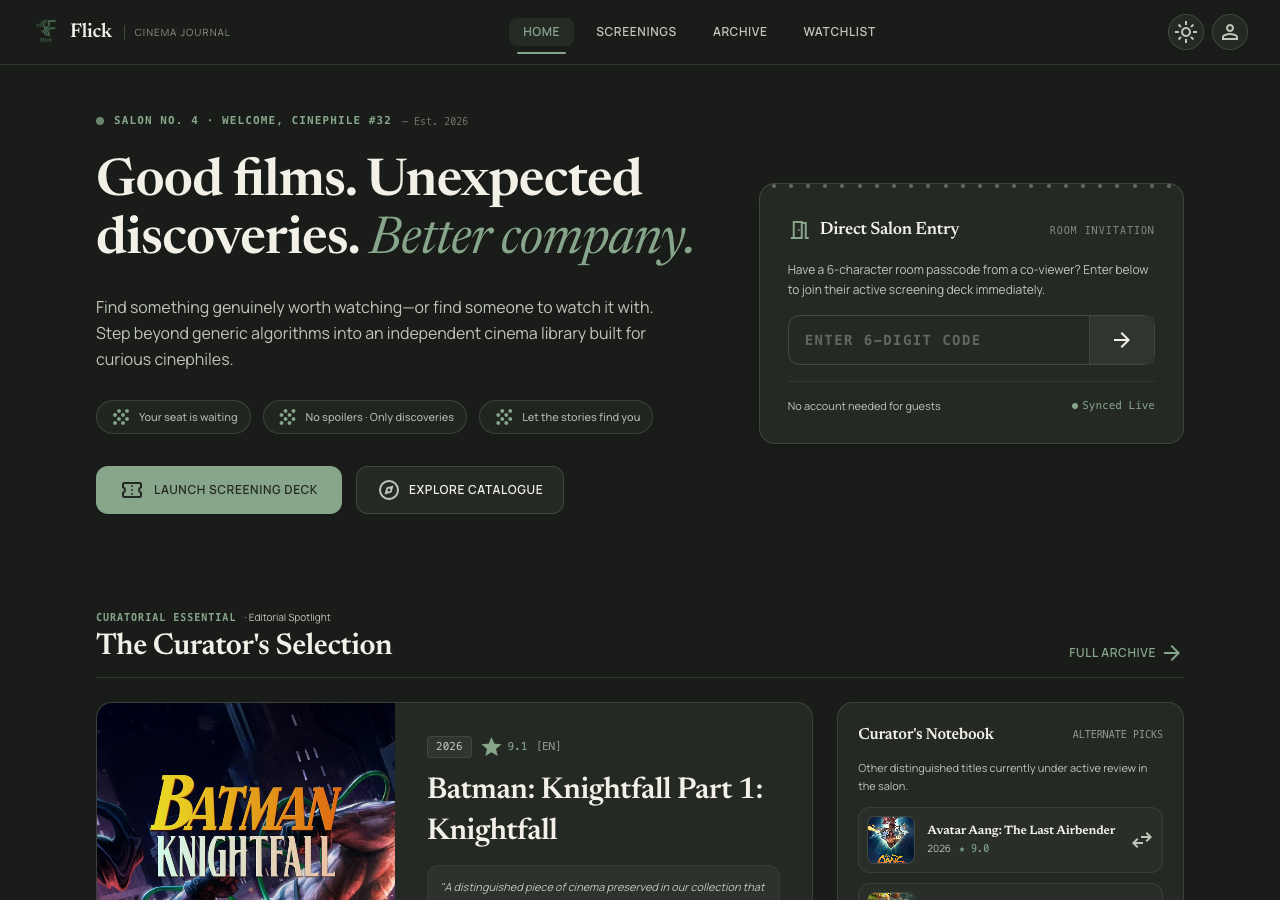 Flick
CINEMA JOURNAL
HOME
SCREENINGS
ARCHIVE
WATCHLIST
SALON NO. 4 · WELCOME, CINEPHILE #32 — Est. 2026
Good films. Unexpected
discoveries. Better company.
Find something genuinely worth watching—or find someone to watch it with.
Step beyond generic algorithms into an independent cinema library built for
curious cinephiles.
Your seat is waiting
No spoilers · Only discoveries
Let the stories find you
LAUNCH SCREENING DECK
EXPLORE CATALOGUE
Direct Salon Entry
ROOM INVITATION
Have a 6-character room passcode from a co-viewer? Enter below
to join their active screening deck immediately.
ENTER 6-DIGIT CODE
No account needed for guests
Synced Live
CURATORIAL ESSENTIAL · Editorial Spotlight
The Curator's Selection
FULL ARCHIVE
BATMAN
KNIGHTFALL
2026
9.1 [EN]
Batman: Knightfall Part 1:
Knightfall
"A distinguished piece of cinema preserved in our collection that
Curator's Notebook
ALTERNATE PICKS
Other distinguished titles currently under active review in
the salon.
Avatar Aang: The Last Airbender
2026 ★ 9.0